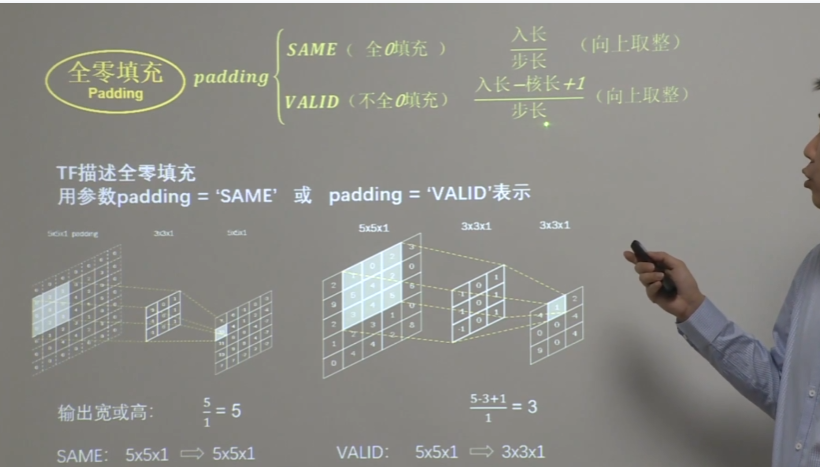 全零填充
Padding
padding
SAME（ 全0填充 ）
入长
步长
（向上取整）
VALID（不全0填充）
入长-核长+1
步长
（向上取整）
TF描述全零填充
用参数padding = 'SAME' 或 padding = 'VALID'表示
5x5x1 padding
3x3x1
5x5x1
5x5x1
3x3x1
3x3x1
输出宽或高:
5
1
= 5
5-3+1
1
= 3
SAME: 5x5x1 ⇨ 5x5x1
VALID: 5x5x1 ⇨ 3x3x1